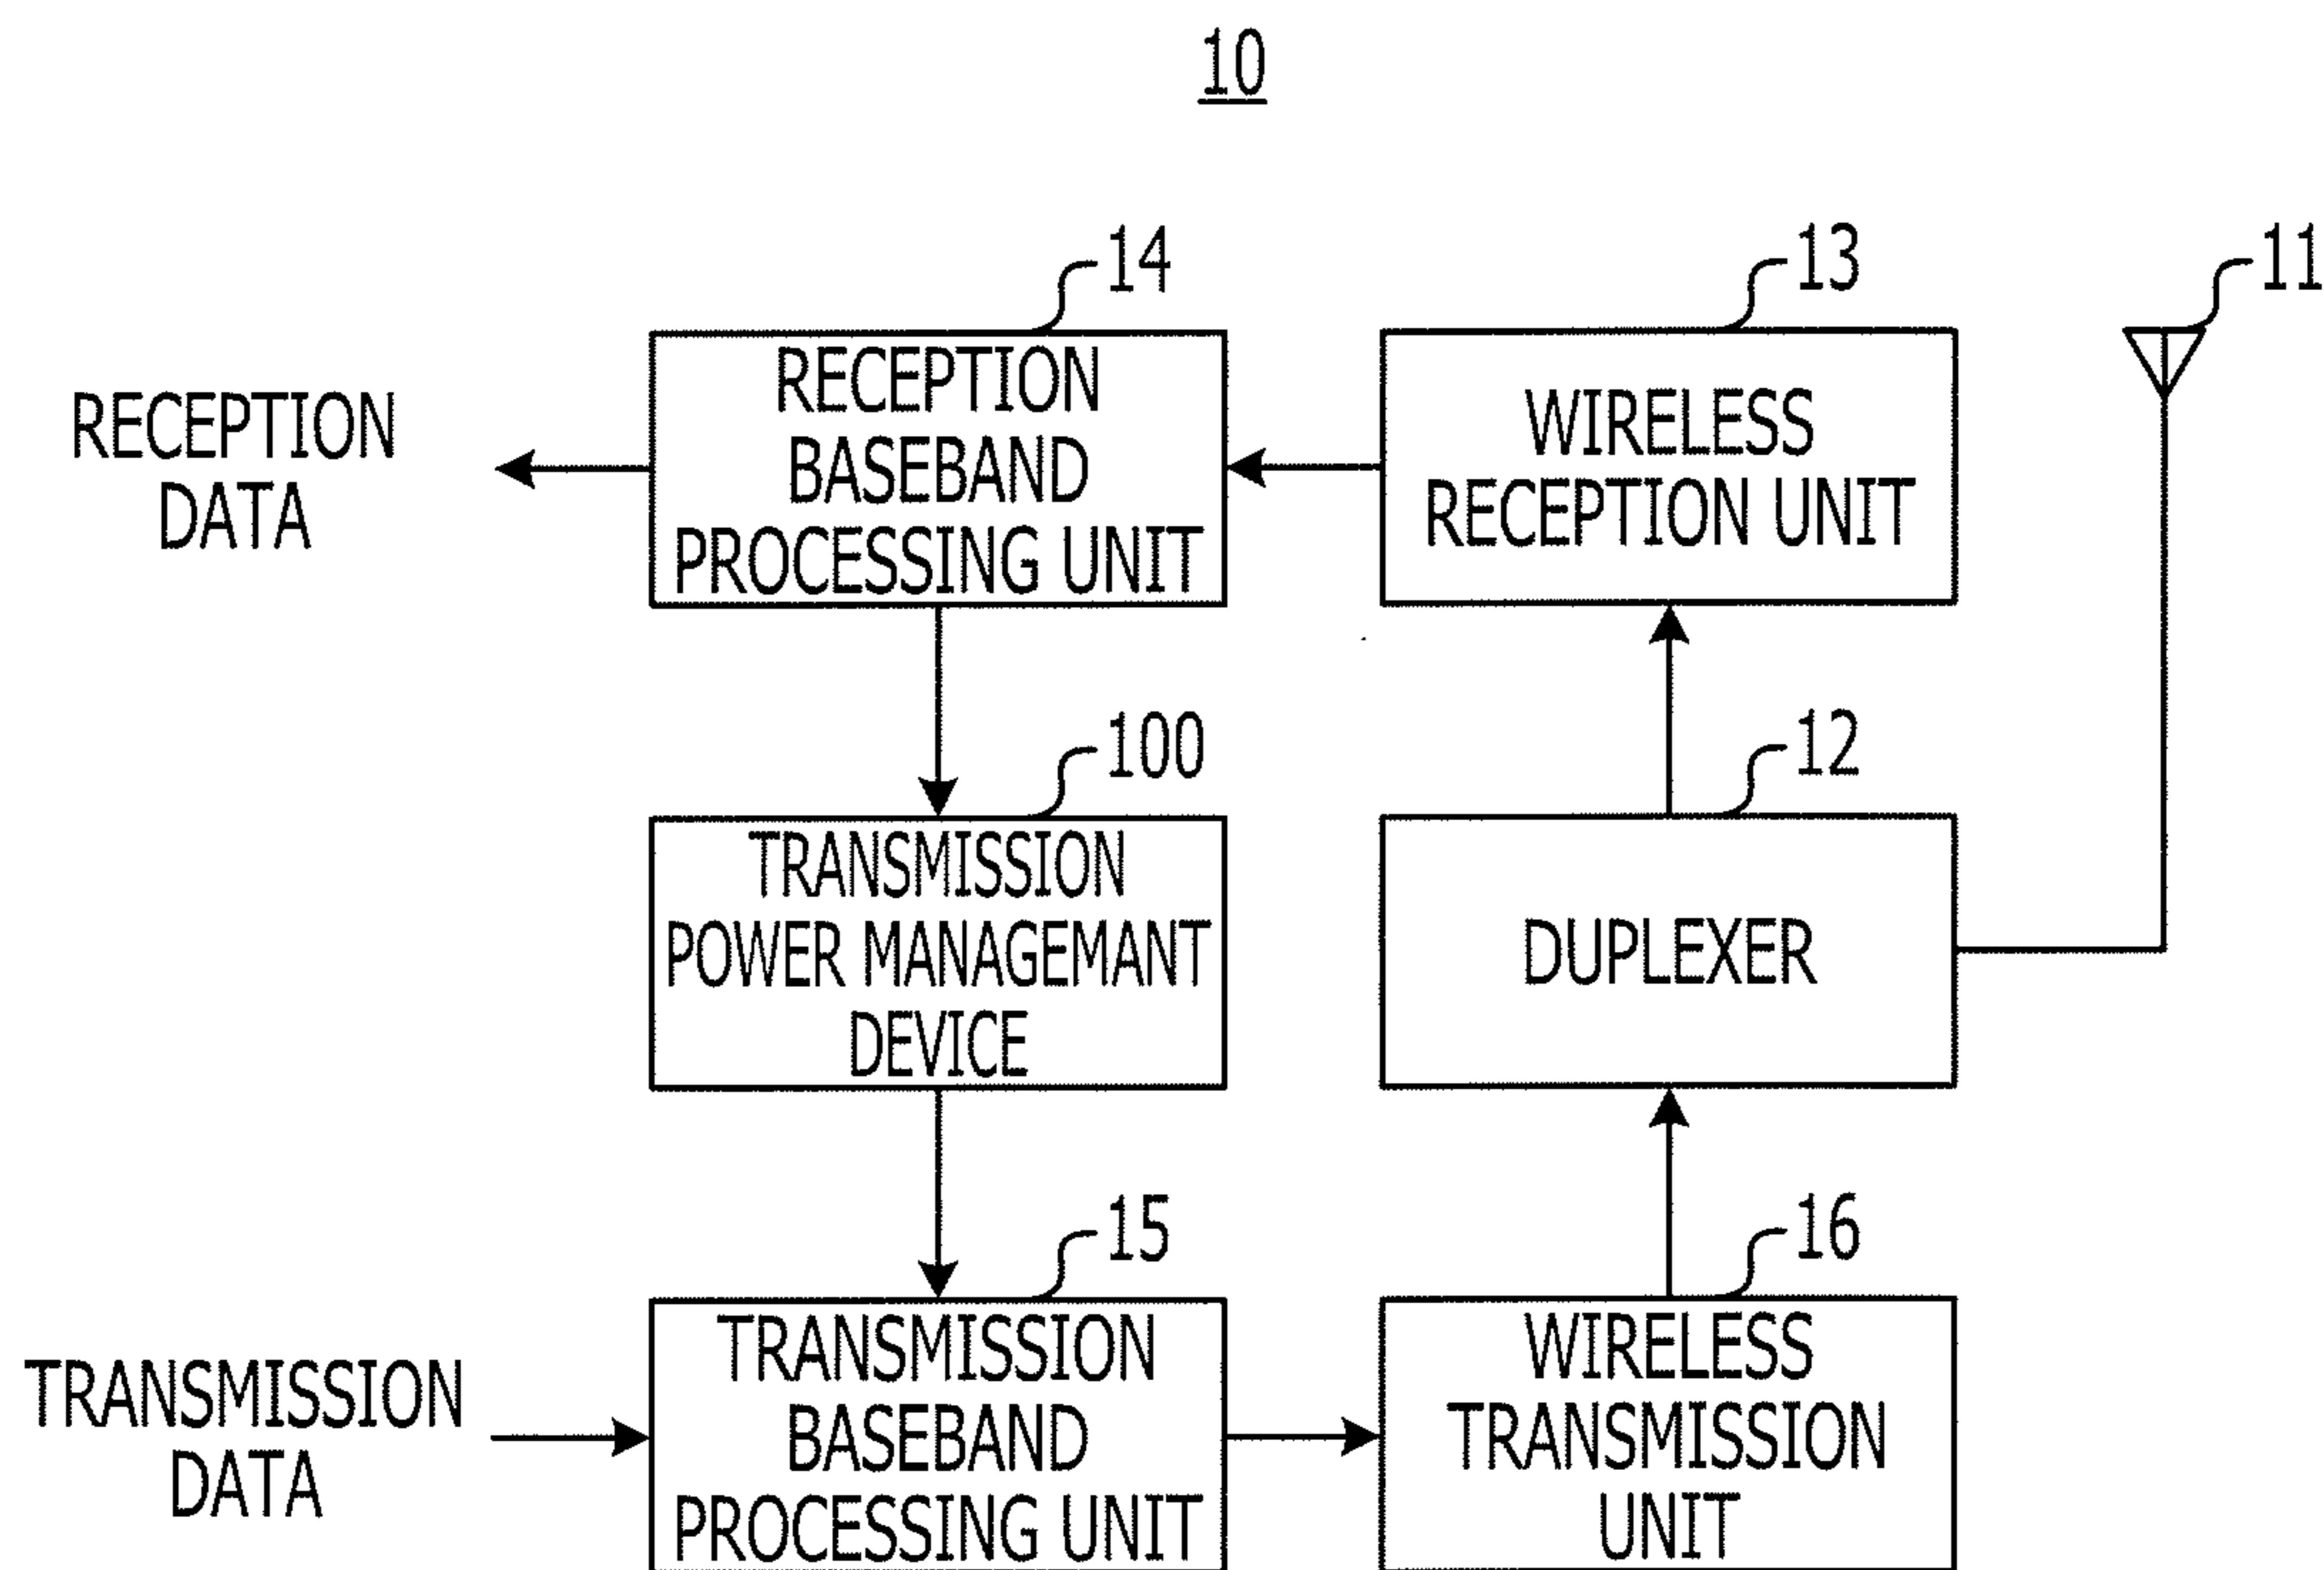 10
14
13
11
RECEPTION
DATA
RECEPTION
BASEBAND
PROCESSING UNIT
WIRELESS
RECEPTION UNIT
100
12
TRANSMISSION
POWER MANAGEMANT
DEVICE
DUPLEXER
15
16
TRANSMISSION
DATA
TRANSMISSION
BASEBAND
PROCESSING UNIT
WIRELESS
TRANSMISSION
UNIT